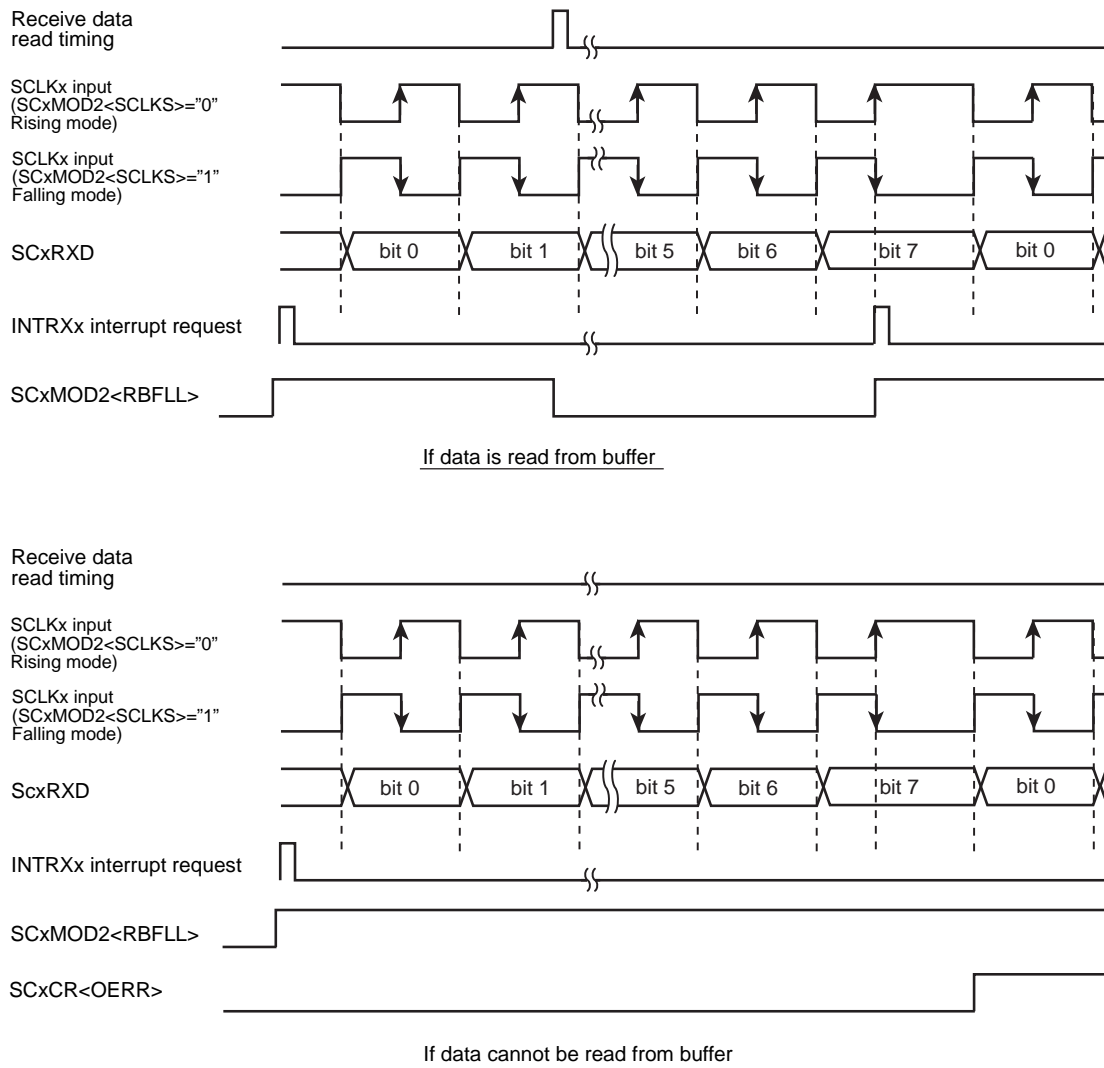 Receive data
read timing
SCLKx input
(SCxMOD2<SCLKS>=”0”
Rising mode)
SCLKx input
(SCxMOD2<SCLKS>=”1”
Falling mode)
SCxRXD
bit 0
bit 1
bit 5
bit 6
bit 7
bit 0
INTRXx interrupt request
SCxMOD2<RBFLL>
If data is read from buffer
Receive data
read timing
SCLKx input
(SCxMOD2<SCLKS>=”0”
Rising mode)
SCLKx input
(SCxMOD2<SCLKS>=”1”
Falling mode)
ScxRXD
bit 0
bit 1
bit 5
bit 6
bit 7
bit 0
INTRXx interrupt request
SCxMOD2<RBFLL>
SCxCR<OERR>
If data cannot be read from buffer